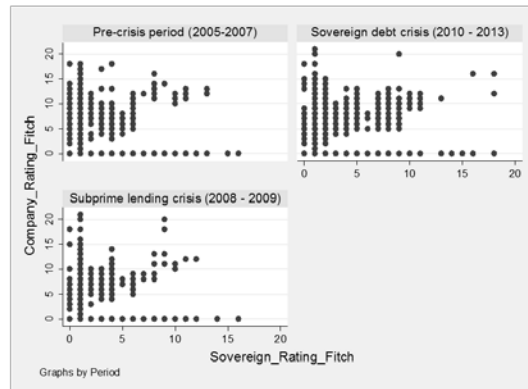 Pre-crisis period (2005-2007)
Sovereign debt crisis (2010 - 2013)
20
15
10
5
0
0 5 10 15 20
Subprime lending crisis (2008 - 2009)
20
15
10
5
0
0 5 10 15 20
Company_Rating_Fitch
Sovereign_Rating_Fitch
Graphs by Period